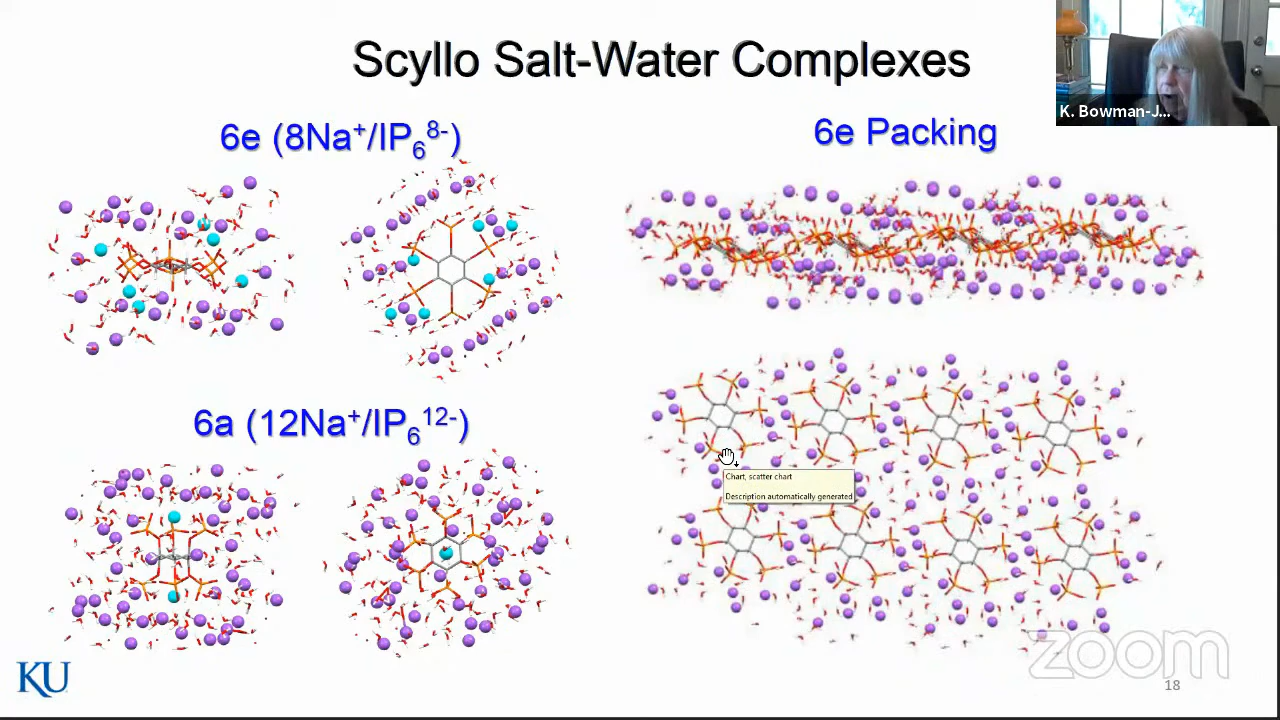 Scyllo Salt-Water Complexes
K. Bowman-J...
6e (8Na⁺/IP₆⁸⁻)
6e Packing
6a (12Na⁺/IP₆¹²⁻)
Chart, scatter chart
Description automatically generated
zoom
KU
18